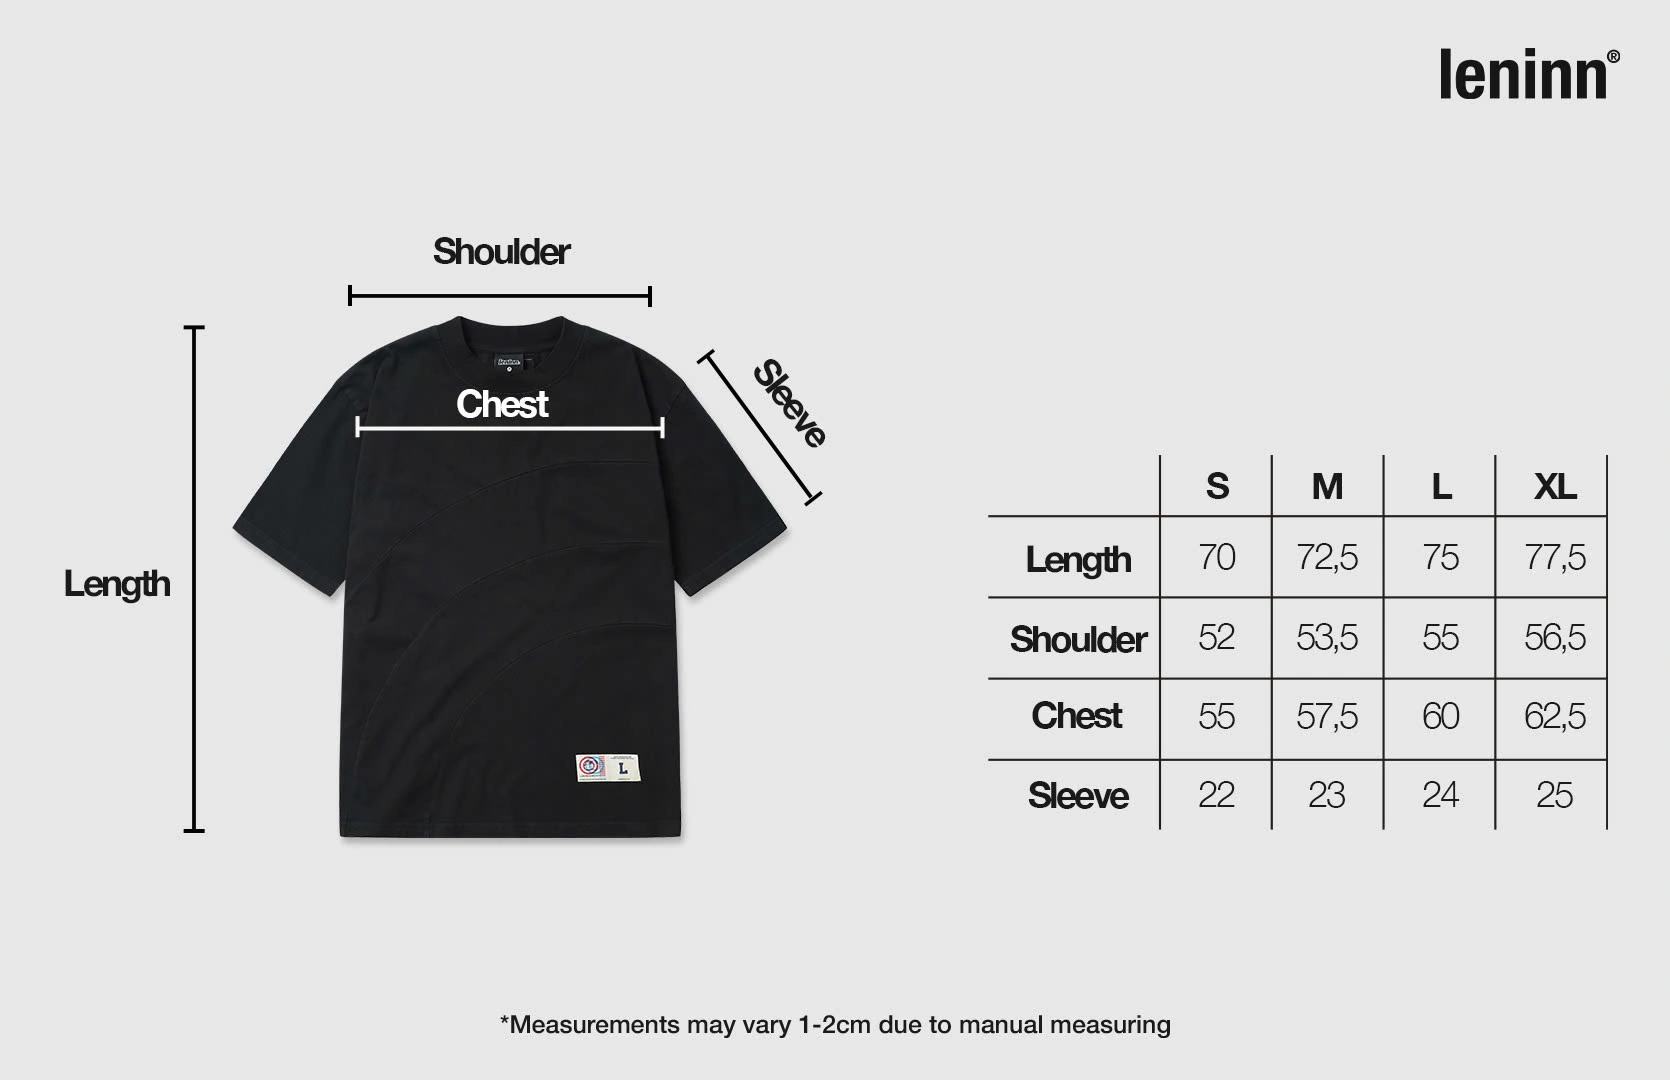 leninn®
Shoulder
leninn.
Chest
Sleeve
Length
L
S M L XL
Length 70 72,5 75 77,5
Shoulder 52 53,5 55 56,5
Chest 55 57,5 60 62,5
Sleeve 22 23 24 25
*Measurements may vary 1-2cm due to manual measuring